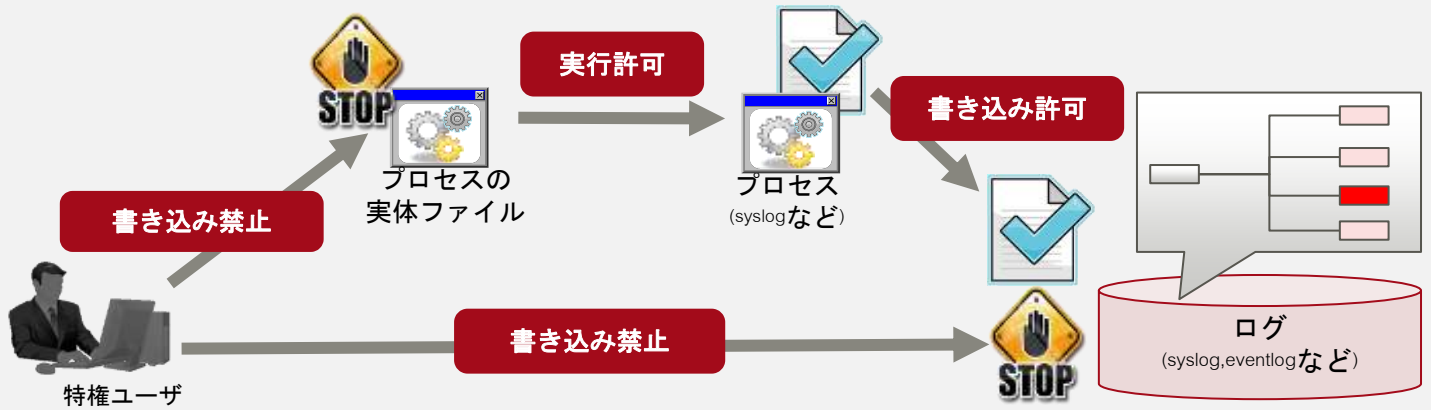 STOP
実行許可
書き込み許可
プロセスの
実体ファイル
プロセス
(syslogなど)
書き込み禁止
書き込み禁止
STOP
ログ
(syslog,eventlogなど)
特権ユーザ